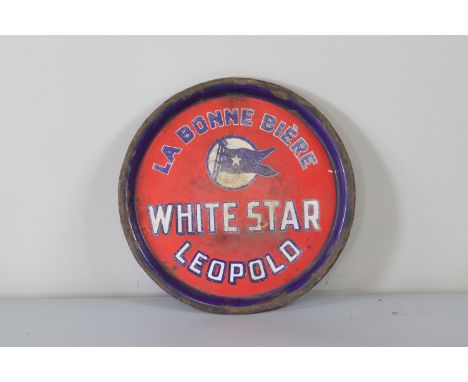 LA BONNE BIÈRE
WHITE STAR
LEOPOLD